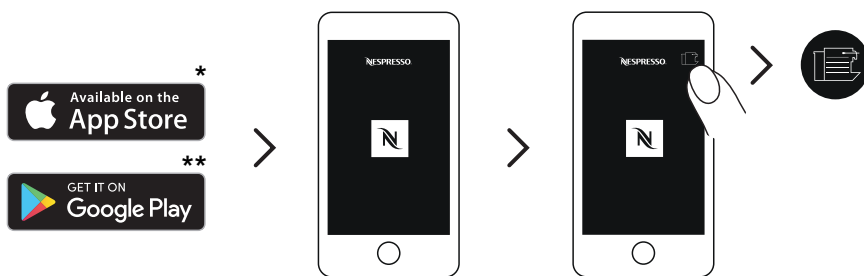 *
Available on the
App Store
**
GET IT ON
Google Play
NESPRESSO
N
NESPRESSO
N